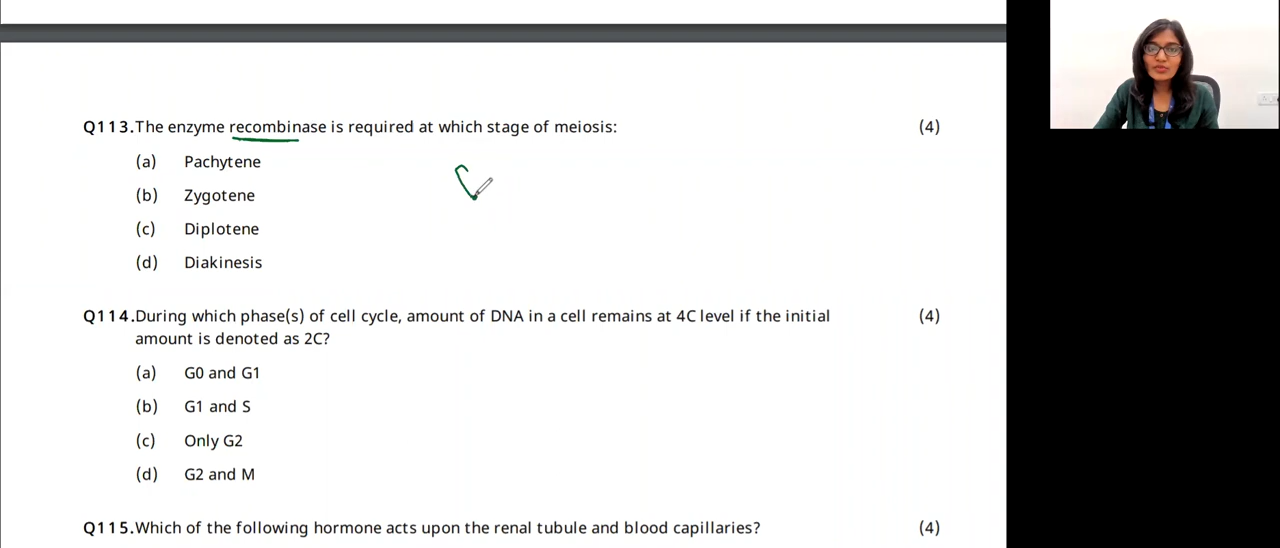 Q113.The enzyme recombinase is required at which stage of meiosis: (4)
(a) Pachytene
(b) Zygotene
(c) Diplotene
(d) Diakinesis
Q114.During which phase(s) of cell cycle, amount of DNA in a cell remains at 4C level if the initial (4)
amount is denoted as 2C?
(a) G0 and G1
(b) G1 and S
(c) Only G2
(d) G2 and M
Q115.Which of the following hormone acts upon the renal tubule and blood capillaries? (4)